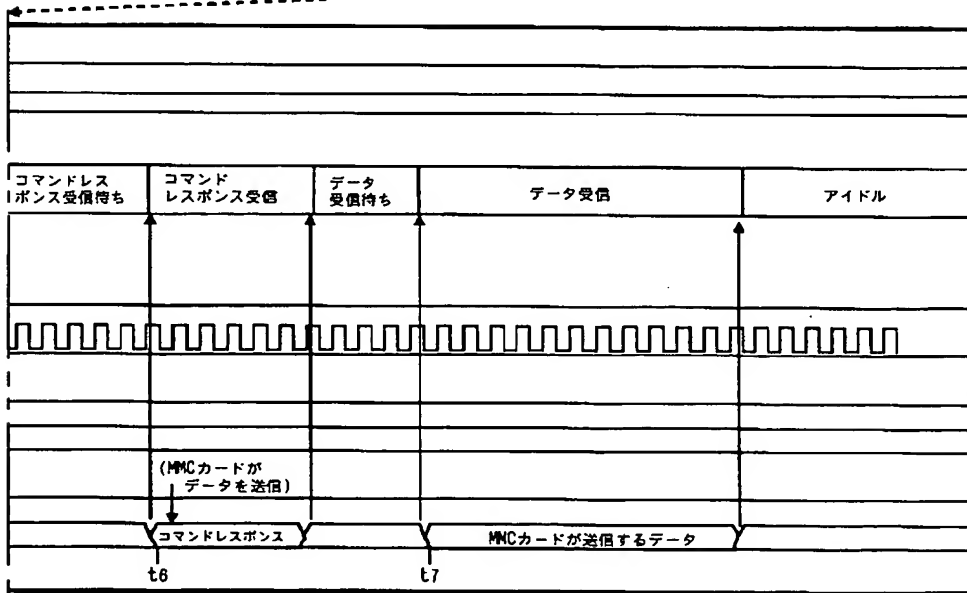 コマンドレス
ポンス受信待ち
コマンド
レスポンス受信
データ
受信待ち
データ受信
アイドル
(MMCカードが
データを送信)
コマンドレスポンス
MMCカードが送信するデータ
t6
t7